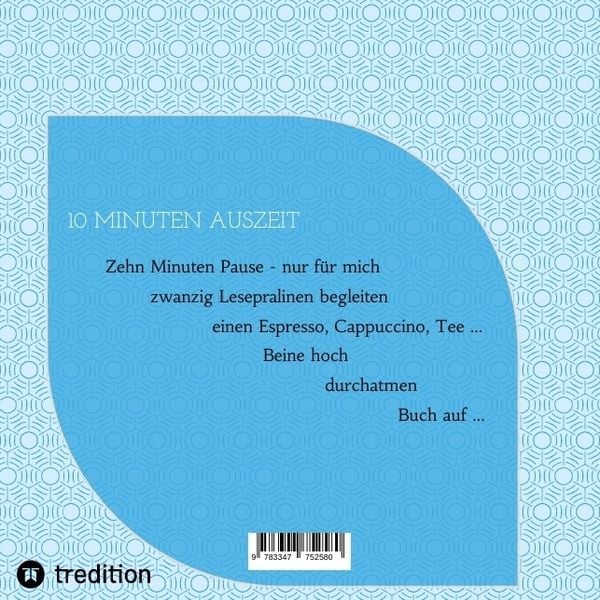 10 MINUTEN AUSZEIT
Zehn Minuten Pause - nur für mich
zwanzig Lesepralinen begleiten
einen Espresso, Cappuccino, Tee ...
Beine hoch
durchatmen
Buch auf ...
9 783347 752580
tredition